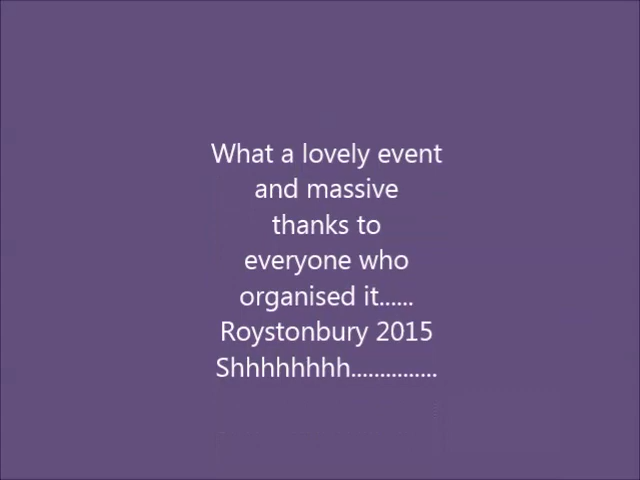 What a lovely event
and massive
thanks to
everyone who
organised it......
Roystonbury 2015
Shhhhhhhh...............